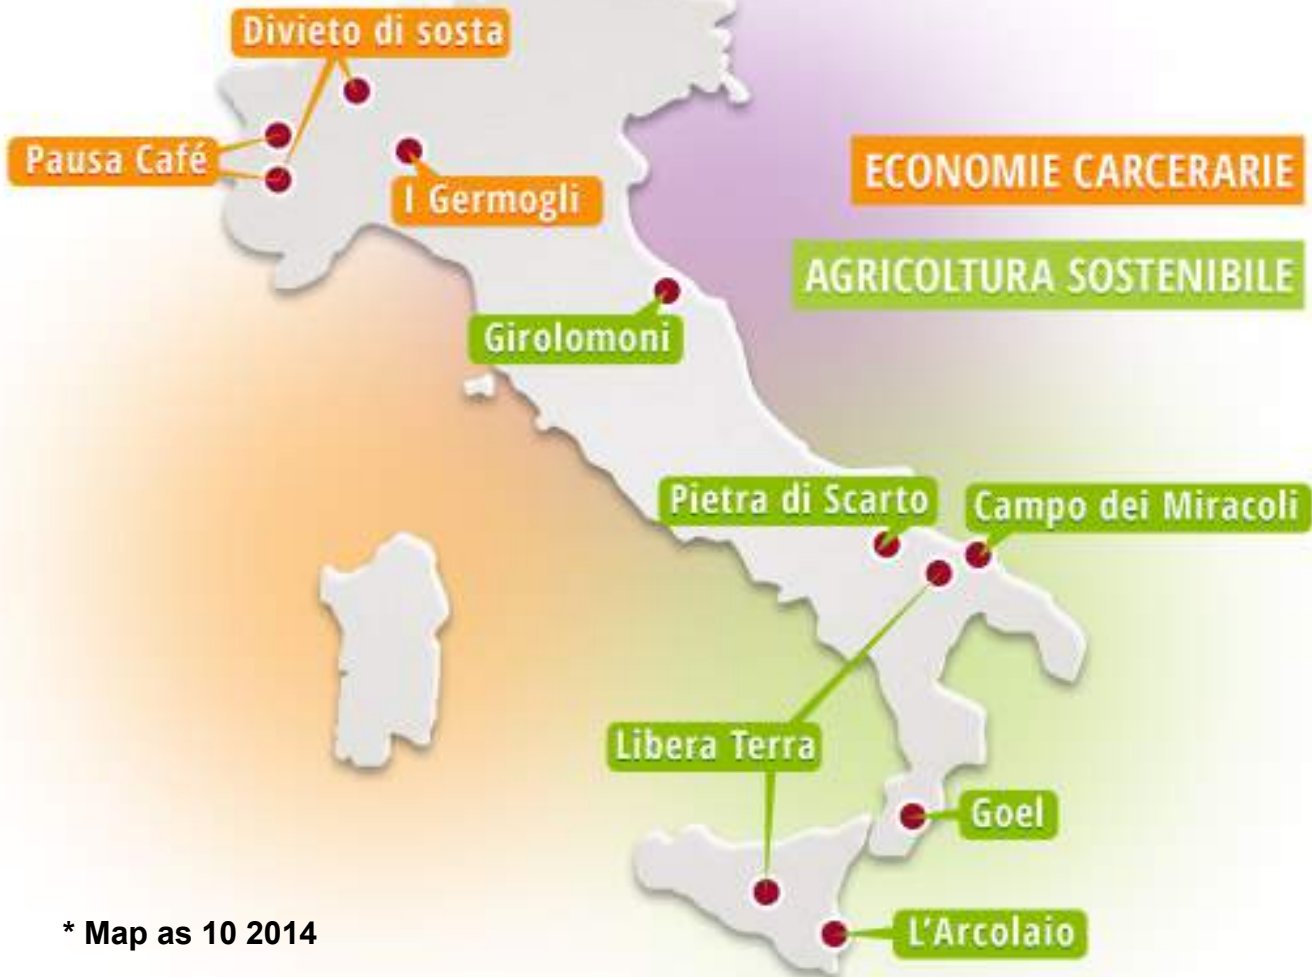 Divieto di sosta
Pausa Café
ECONOMIE CARCERARIE
I Germogli
AGRICOLTURA SOSTENIBILE
Girolomoni
Pietra di Scarto
Campo dei Miracoli
Libera Terra
Goel
L'Arcolaio
* Map as 10 2014